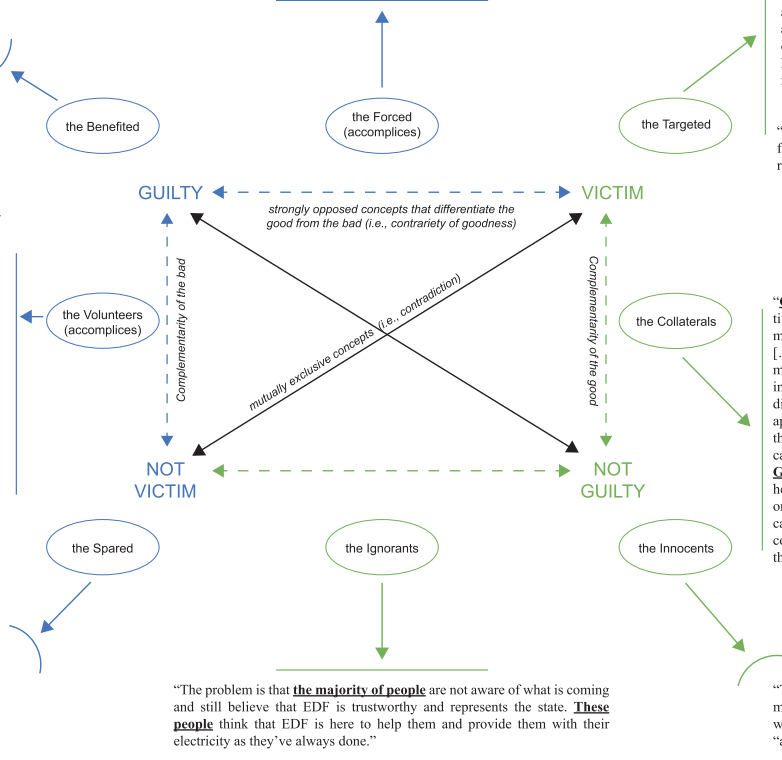 the Benefited
the Forced
(accomplices)
the Targeted
GUILTY
VICTIM
strongly opposed concepts that differentiate the
good from the bad (i.e., contrariety of goodness)
the Volunteers
(accomplices)
Complementarity of the bad
mutually exclusive concepts (i.e., contradiction)
Complementarity of the good
the Collaterals
NOT
VICTIM
NOT
GUILTY
the Spared
the Ignorants
the Innocents
“The problem is that the majority of people are not aware of what is coming
and still believe that EDF is trustworthy and represents the state. These
people think that EDF is here to help them and provide them with their
electricity as they’ve always done.”